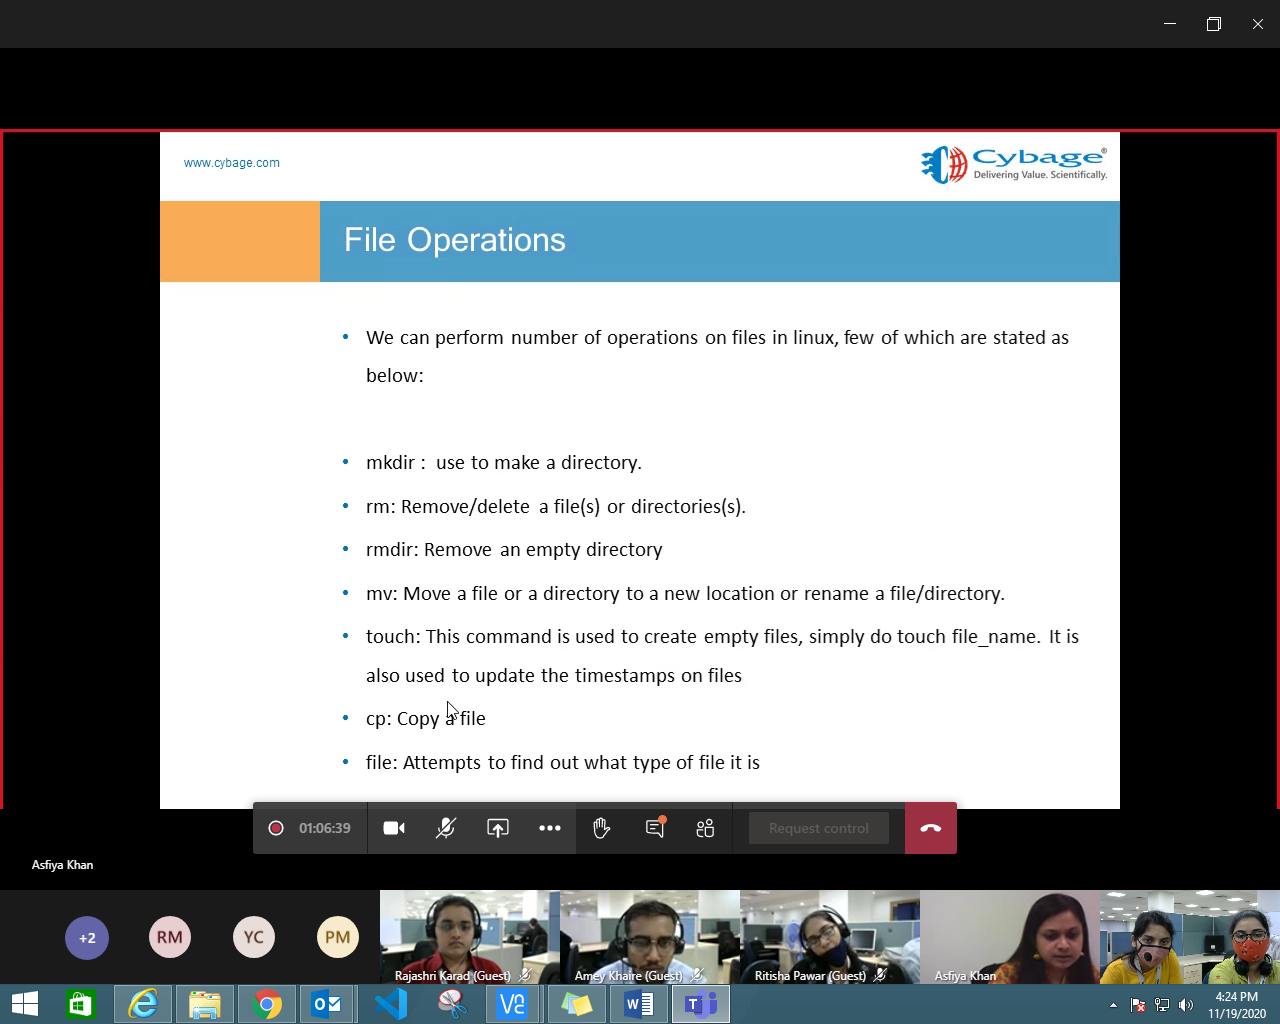 www.cybage.com
Cybage®
Delivering Value. Scientifically.
File Operations
• We can perform number of operations on files in linux, few of which are stated as
below:
• mkdir : use to make a directory.
• rm: Remove/delete a file(s) or directories(s).
• rmdir: Remove an empty directory
• mv: Move a file or a directory to a new location or rename a file/directory.
• touch: This command is used to create empty files, simply do touch file_name. It is
also used to update the timestamps on files
• cp: Copy a file
• file: Attempts to find out what type of file it is
01:06:39
Request control
Asfiya Khan
+2
RM
YC
PM
Rajashri Karad (Guest)
Amey Khaire (Guest)
Ritisha Pawar (Guest)
Asfiya Khan
4:24 PM
11/19/2020